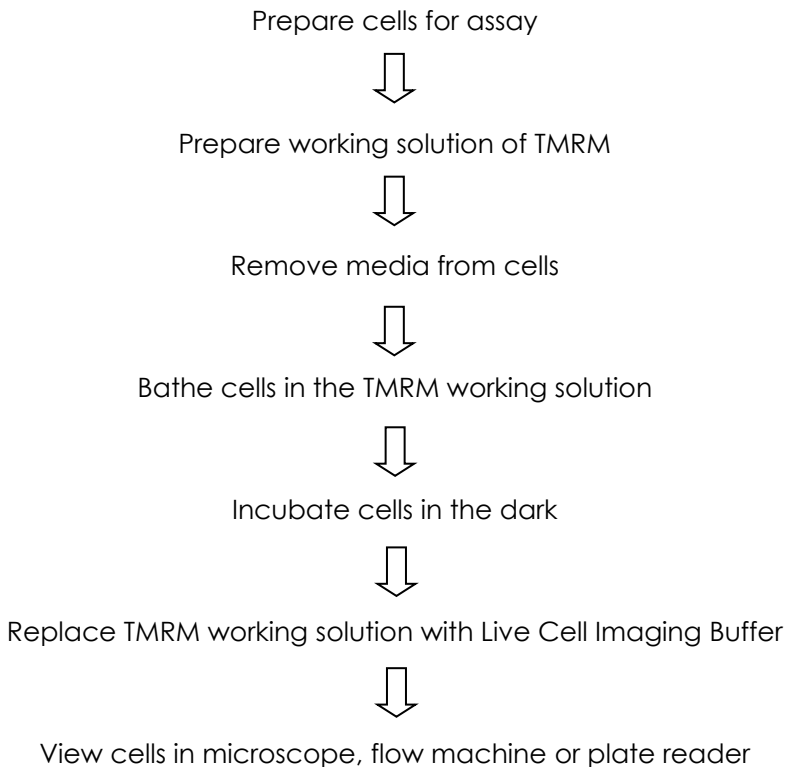 Prepare cells for assay
Prepare working solution of TMRM
Remove media from cells
Bathe cells in the TMRM working solution
Incubate cells in the dark
Replace TMRM working solution with Live Cell Imaging Buffer
View cells in microscope, flow machine or plate reader